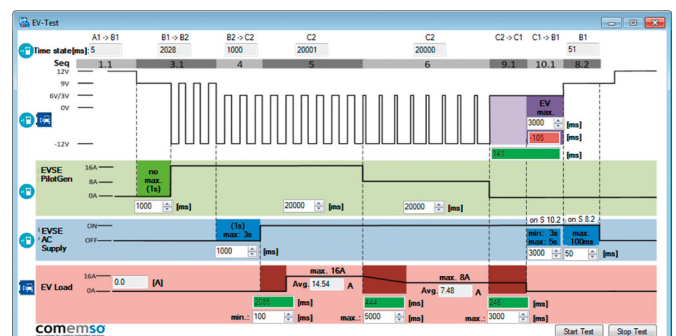 EV-Test
A1 -> B1 B1 -> B2 B2 -> C2 C2 C2 C2 -> C1 C1 -> B1 B1
Time state[ms]: 5 2028 1000 20001 20000 51
Seq 1.1 3.1 4 5 6 9.1 10.1 8.2
12V
9V
6V/3V
0V
-12V
EV
max.
3000 [ms]
-105 [ms]
141 [ms]
EVSE
PilotGen
16A
8A
0A
no
max.
(1s)
1000 [ms] 20000 [ms] 20000 [ms]
EVSE
AC
Supply
ON
OFF
(1s)
max: 3s
1000 [ms]
on S 10.2 on S 8.2
min: 3s
max: 5s
max.
100ms
3000 50 [ms]
EV Load
16A
0A
0.0 [A]
max. 16A
Avg. 14.54 A
max. 8A
Avg. 7.48 A
2085 [ms] 444 [ms] 246 [ms]
min.: 100 [ms] max.: 5000 [ms] max.: 3000 [ms]
comemso
Start Test Stop Test